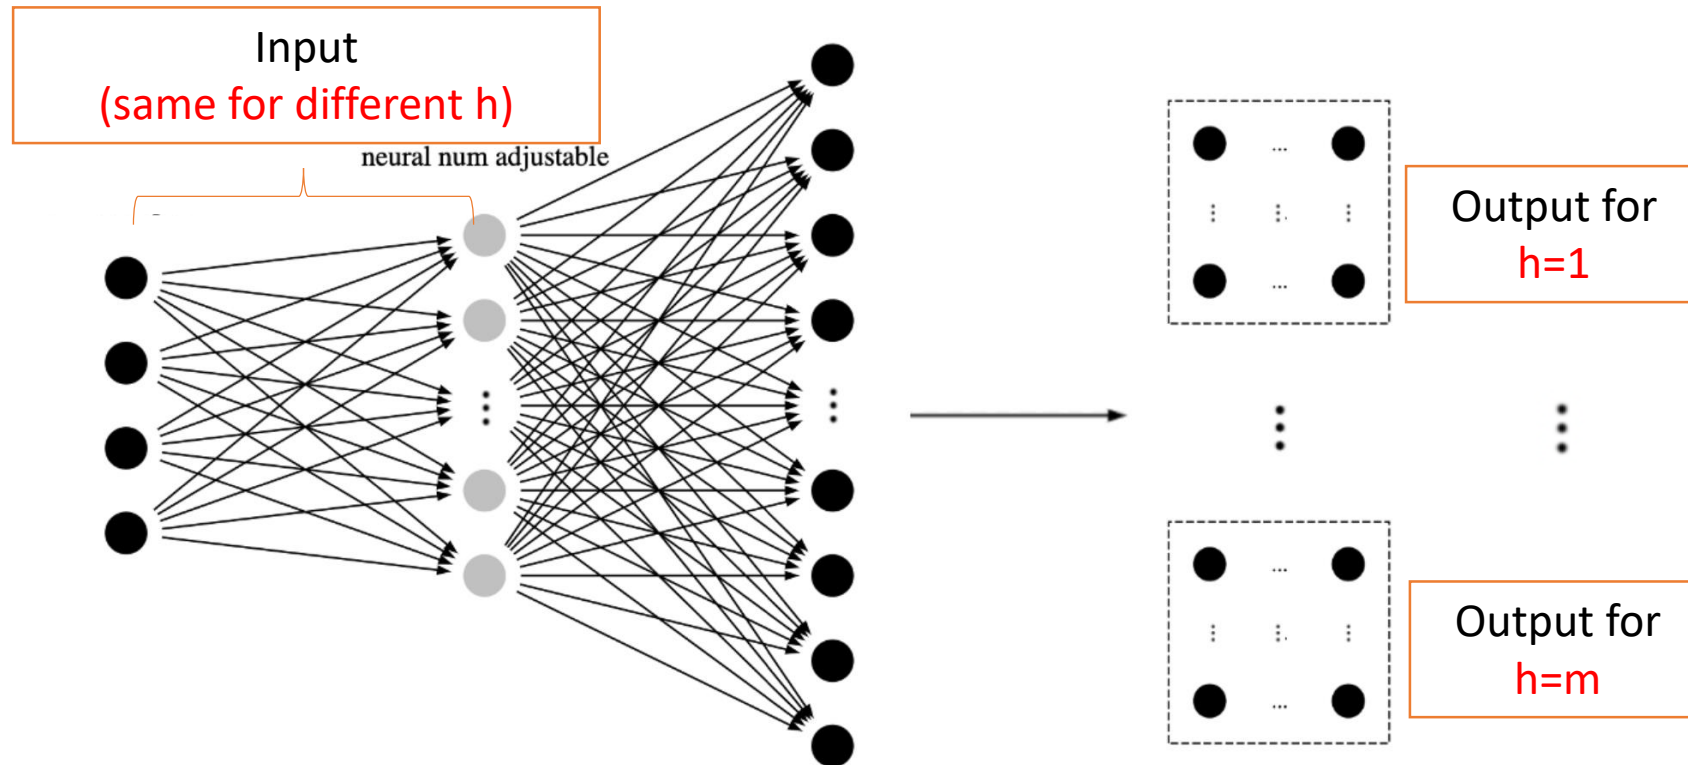 Input
(same for different h)
neural num adjustable
Output for
h=1
Output for
h=m